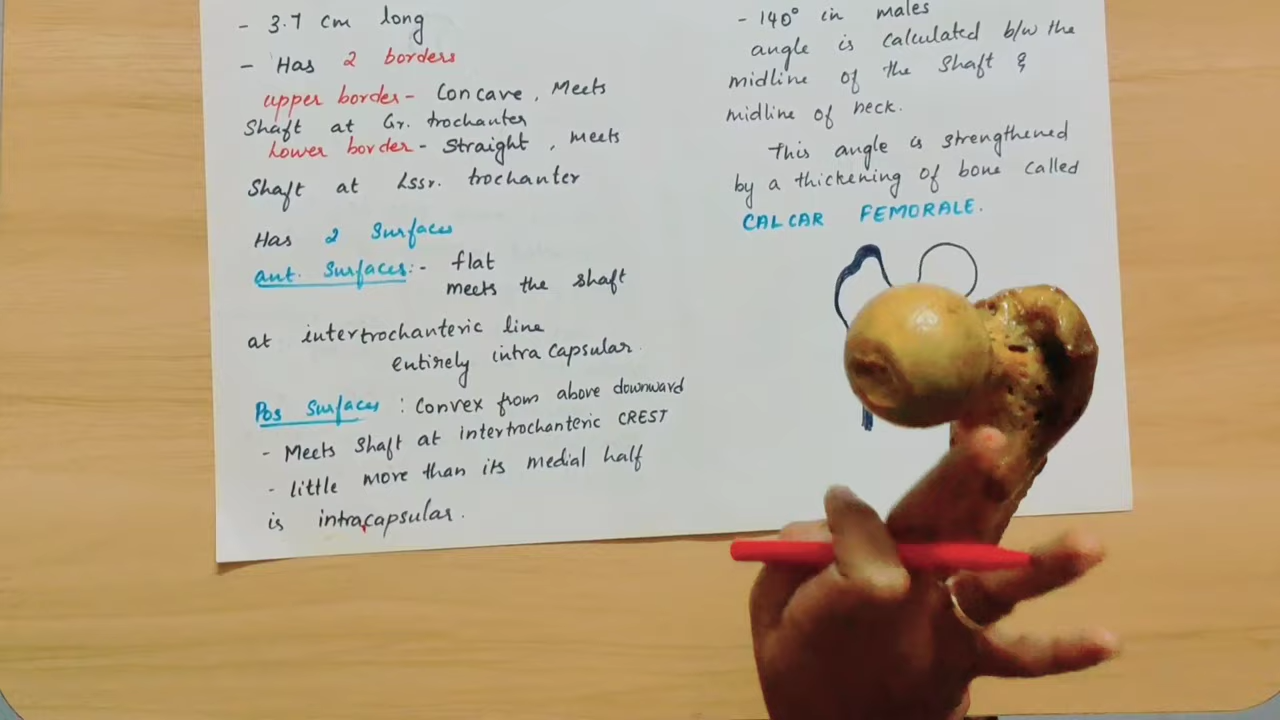 - 3.7 cm long
- Has 2 borders
upper border - Concave, Meets
Shaft at Gr. trochanter
Lower border - Straight, meets
Shaft at Lssr. trochanter
Has 2 Surfaces
ant. Surfaces:- flat
meets the shaft
at intertrochanteric line
entirely intra capsular.
Pos Surfaces : Convex from above downward
- Meets Shaft at intertrochanteric CREST
- little more than its medial half
is intracapsular.
- 140° in males
angle is calculated b/w the
midline of the Shaft &
midline of neck.
This angle is strengthened
by a thickening of bone called
CALCAR FEMORALE.